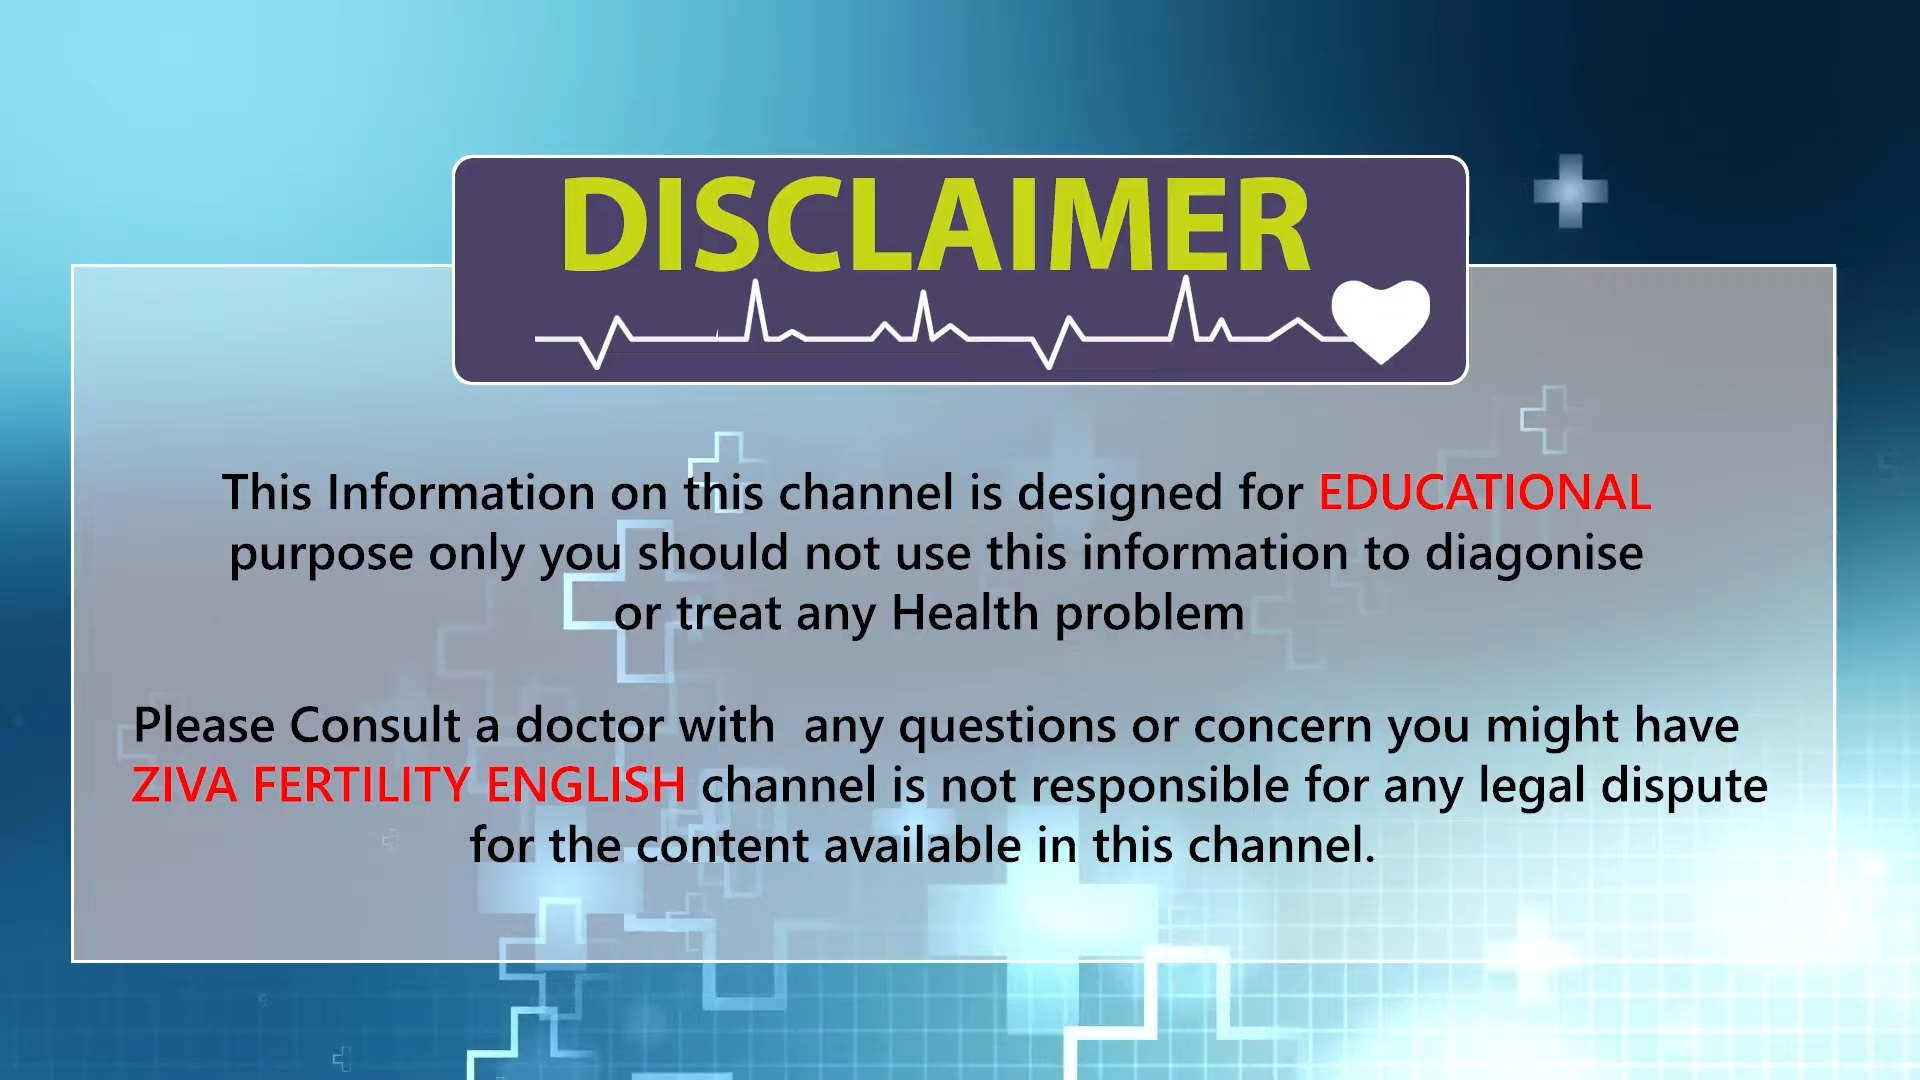 DISCLAIMER
This Information on this channel is designed for EDUCATIONAL
purpose only you should not use this information to diagonise
or treat any Health problem
Please Consult a doctor with  any questions or concern you might have
ZIVA FERTILITY ENGLISH channel is not responsible for any legal dispute
for the content available in this channel.